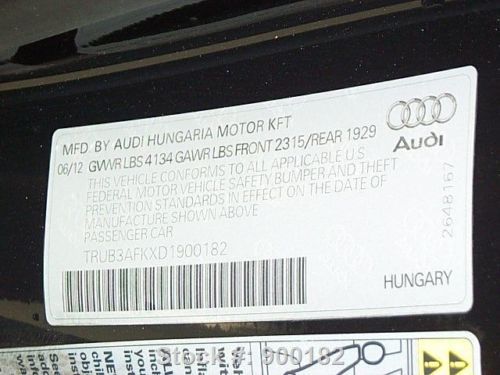 MFD. BY AUDI HUNGARIA MOTOR KFT
06/12 GVWR LBS 4134 GAWR LBS FRONT 2315/REAR 1929
THIS VEHICLE CONFORMS TO ALL APPLICABLE U.S.
FEDERAL MOTOR VEHICLE SAFETY BUMPER AND THEFT
PREVENTION STANDARDS IN EFFECT ON THE DATE OF
MANUFACTURE SHOWN ABOVE
PASSENGER CAR
TRUB3AFKXD1900182
Audi
2648167
HUNGARY
Stock #: 900182